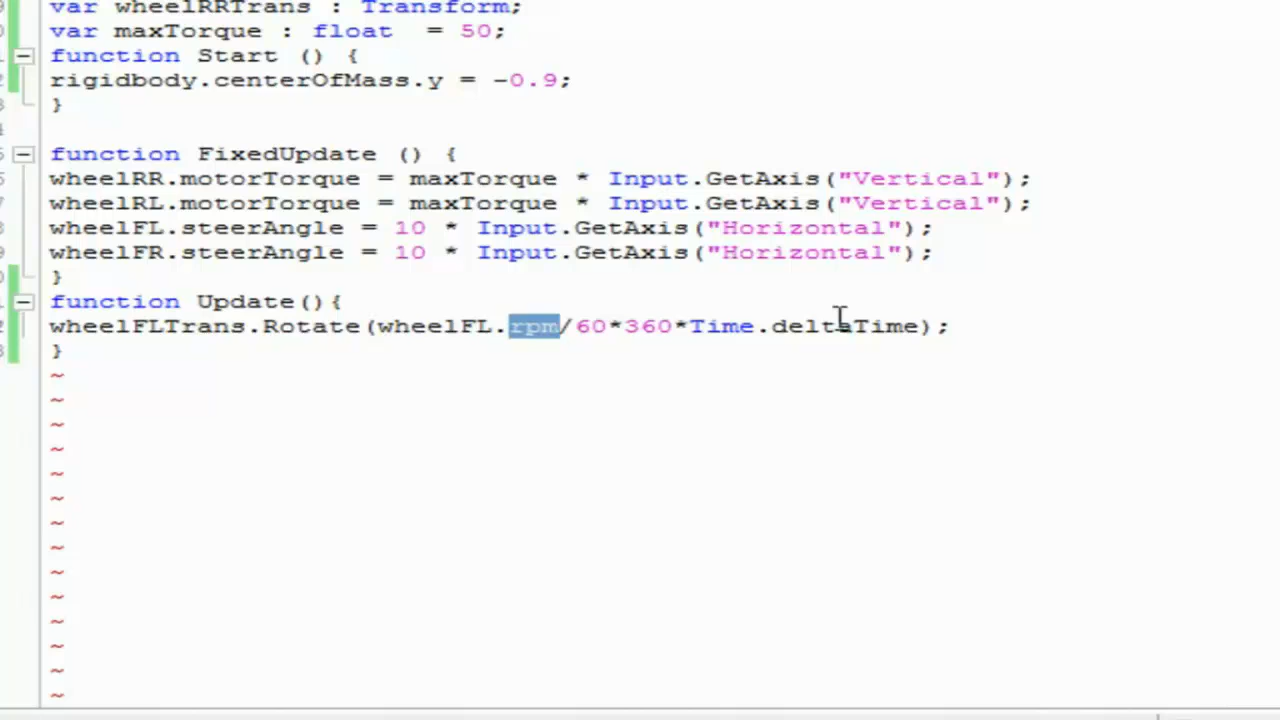 var wheelRRTrans : Transform;
var maxTorque : float  = 50;
function Start () {
rigidbody.centerOfMass.y = -0.9;
}
function FixedUpdate () {
wheelRR.motorTorque = maxTorque * Input.GetAxis("Vertical");
wheelRL.motorTorque = maxTorque * Input.GetAxis("Vertical");
wheelFL.steerAngle = 10 * Input.GetAxis("Horizontal");
wheelFR.steerAngle = 10 * Input.GetAxis("Horizontal");
}
function Update(){
wheelFLTrans.Rotate(wheelFL.rpm/60*360*Time.deltaTime);
}
~
~
~
~
~
~
~
~
~
~
~
~
~
~